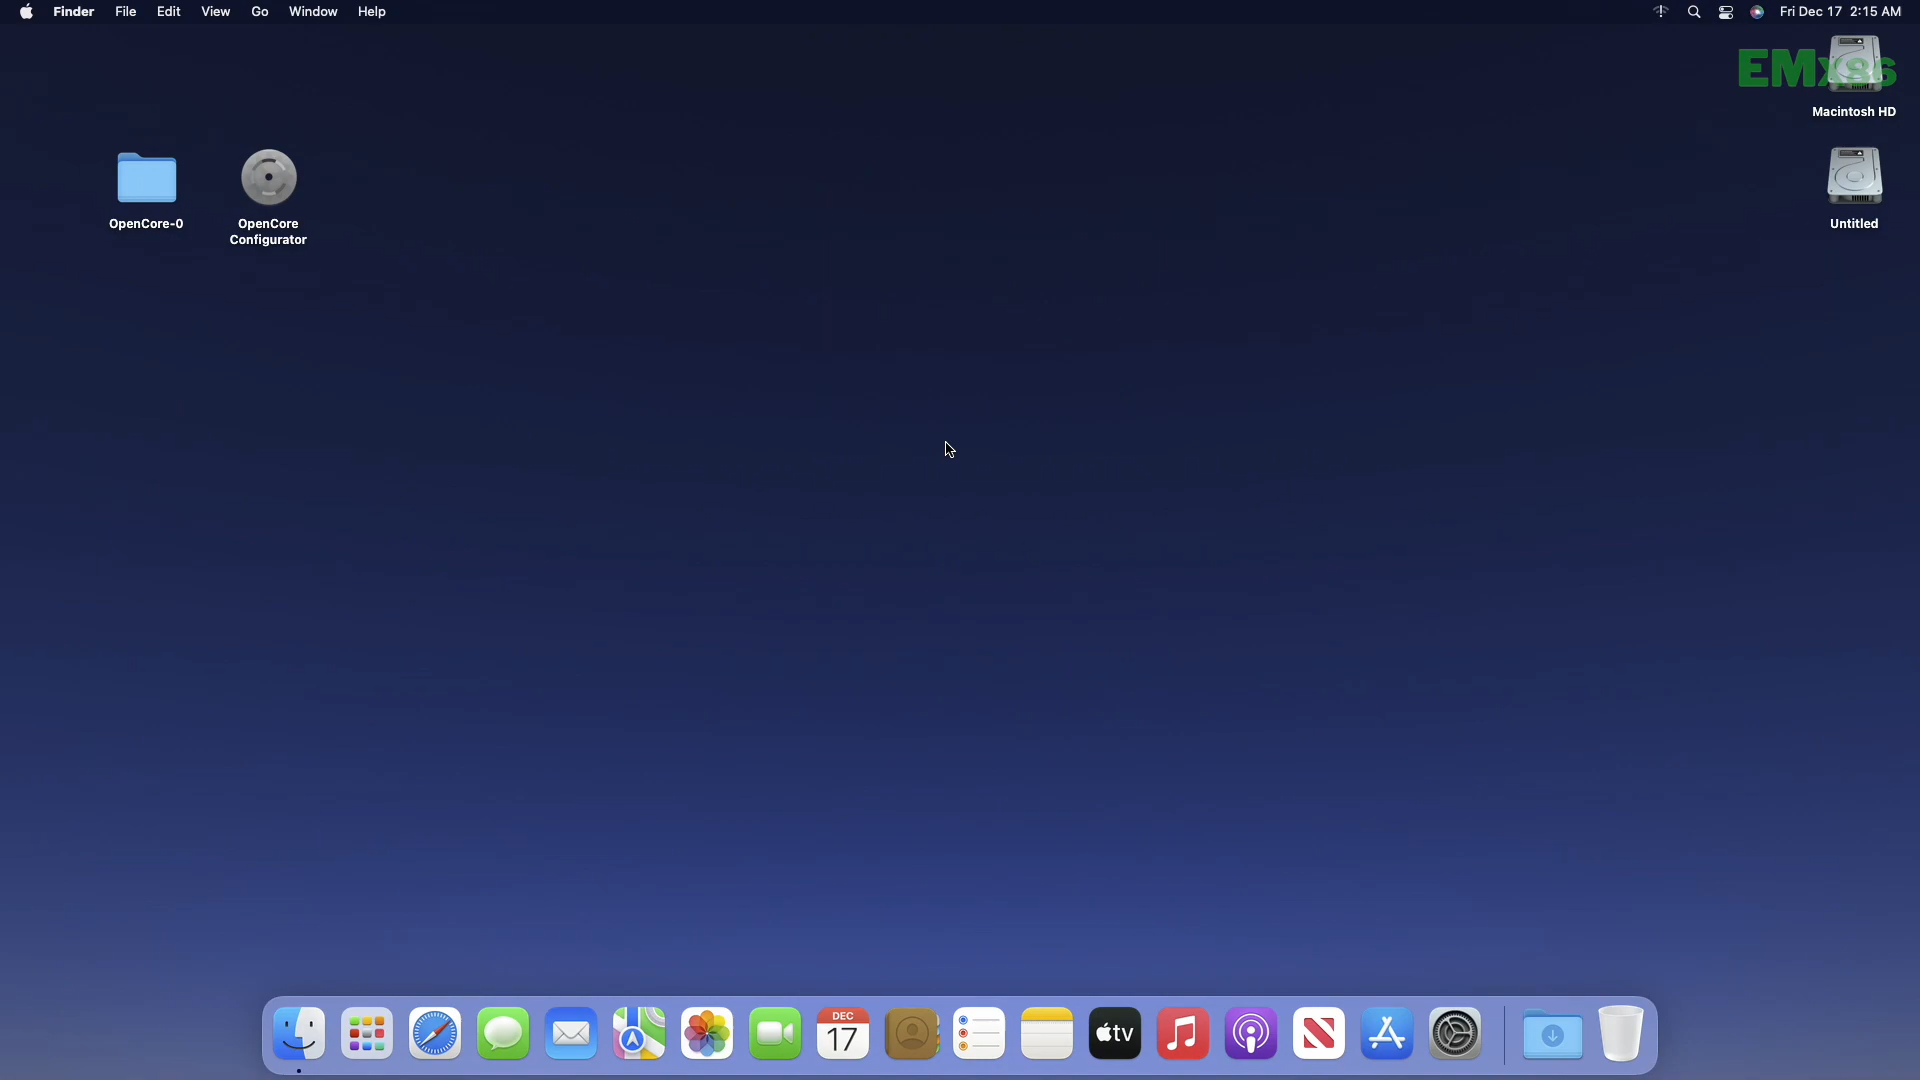 Finder File Edit View Go Window Help
Fri Dec 17 2:15 AM
EMx86
Macintosh HD
OpenCore-0
OpenCore
Configurator
Untitled
DEC
17
tv